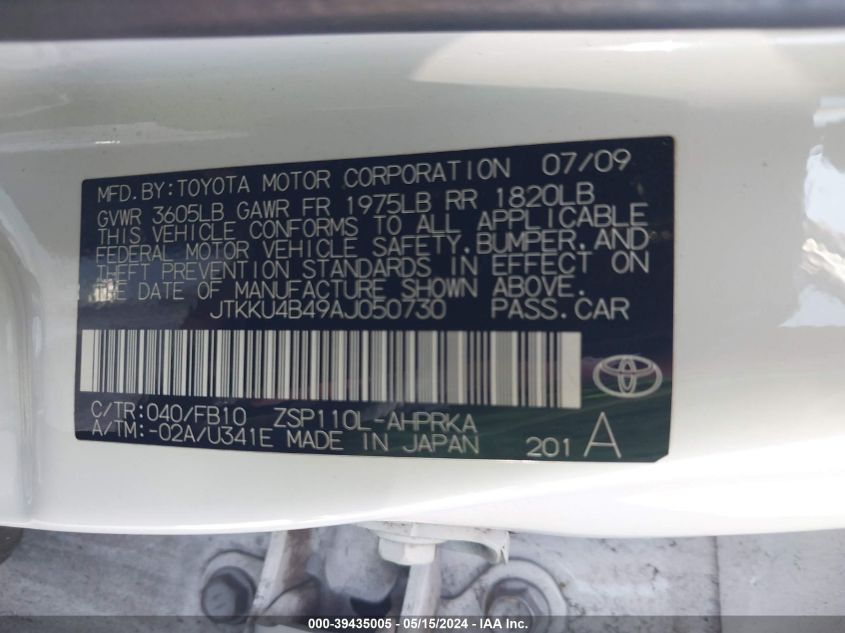 MFD.BY:TOYOTA MOTOR CORPORATION 07/09
GVWR 3605LB GAWR FR 1975LB RR 1820LB
THIS VEHICLE CONFORMS TO ALL APPLICABLE
FEDERAL MOTOR VEHICLE SAFETY,BUMPER,AND
THEFT PREVENTION STANDARDS IN EFFECT ON
THE DATE OF MANUFACTURE SHOWN ABOVE.
JTKKU4B49AJ050730 PASS.CAR
C/TR:040/FB10 ZSP110L-AHPRKA
A/TM:-02A/U341E MADE IN JAPAN 201 A
000-39435005 - 05/15/2024 - IAA Inc.